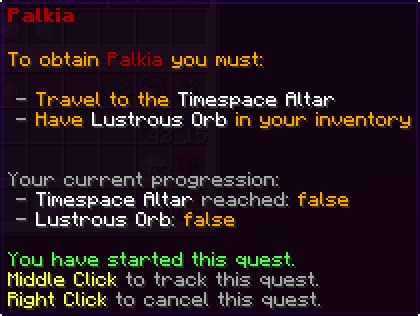 Palkia
To obtain Palkia you must:
- Travel to the Timespace Altar
- Have Lustrous Orb in your inventory
Your current progression:
- Timespace Altar reached: false
- Lustrous Orb: false
You have started this quest.
Middle Click to track this quest.
Right Click to cancel this quest.